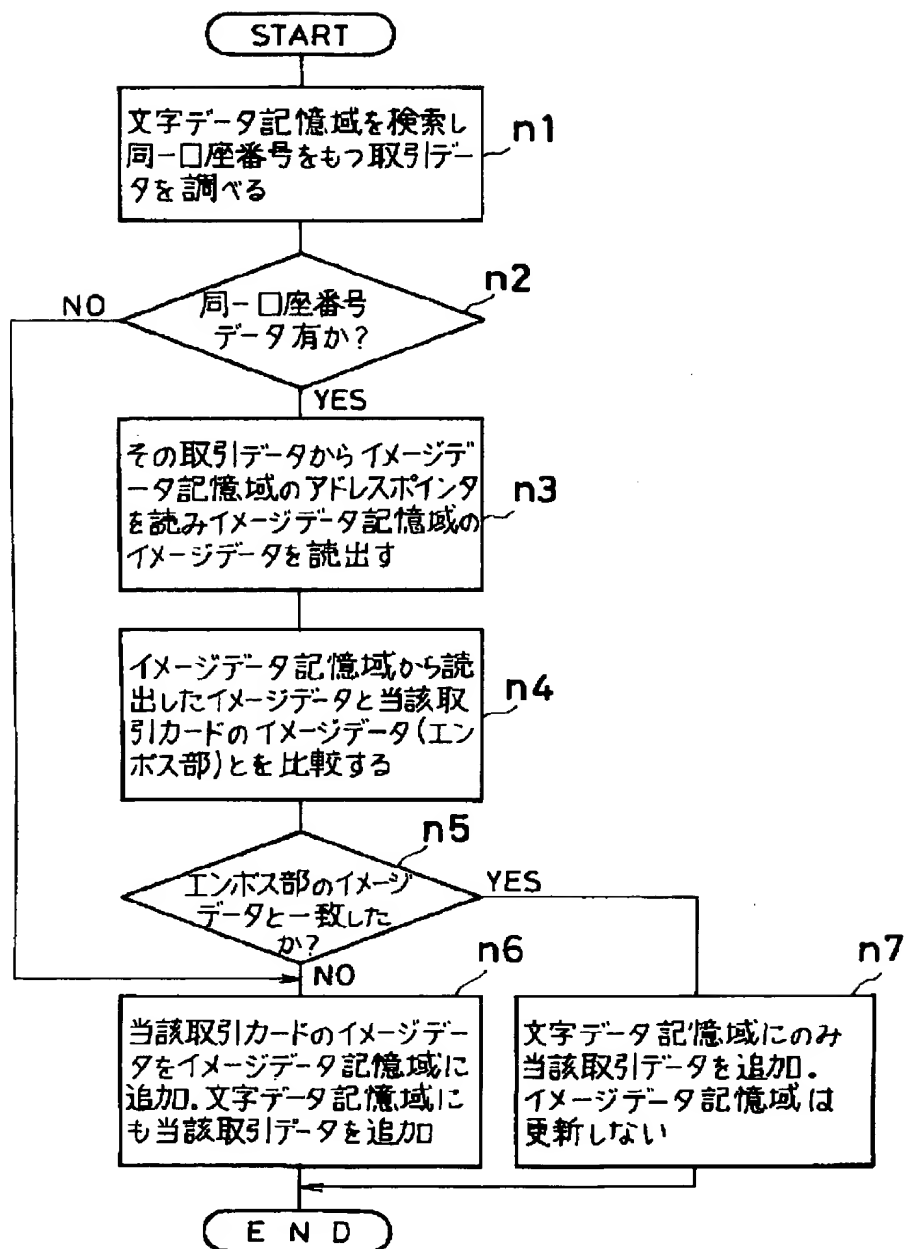 START
文字データ記憶域を検索し
同一口座番号をもつ取引デー
タを調べる
n1
同一口座番号
データ有か?
n2
NO
YES
その取引データからイメージデ
ータ記憶域のアドレスポインタ
を読みイメージデータ記憶域の
イメージデータを読出す
n3
イメージデータ記憶域から読
出したイメージデータと当該取
引カードのイメージデータ(エン
ボス部)とを比較する
n4
n5
エンボス部のイメージ
データと一致した
か?
YES
NO
n6
当該取引カードのイメージデー
タをイメージデータ記憶域に
追加.文字データ記憶域に
も当該取引データを追加
n7
文字データ記憶域にのみ
当該取引データを追加.
イメージデータ記憶域は
更新しない
END